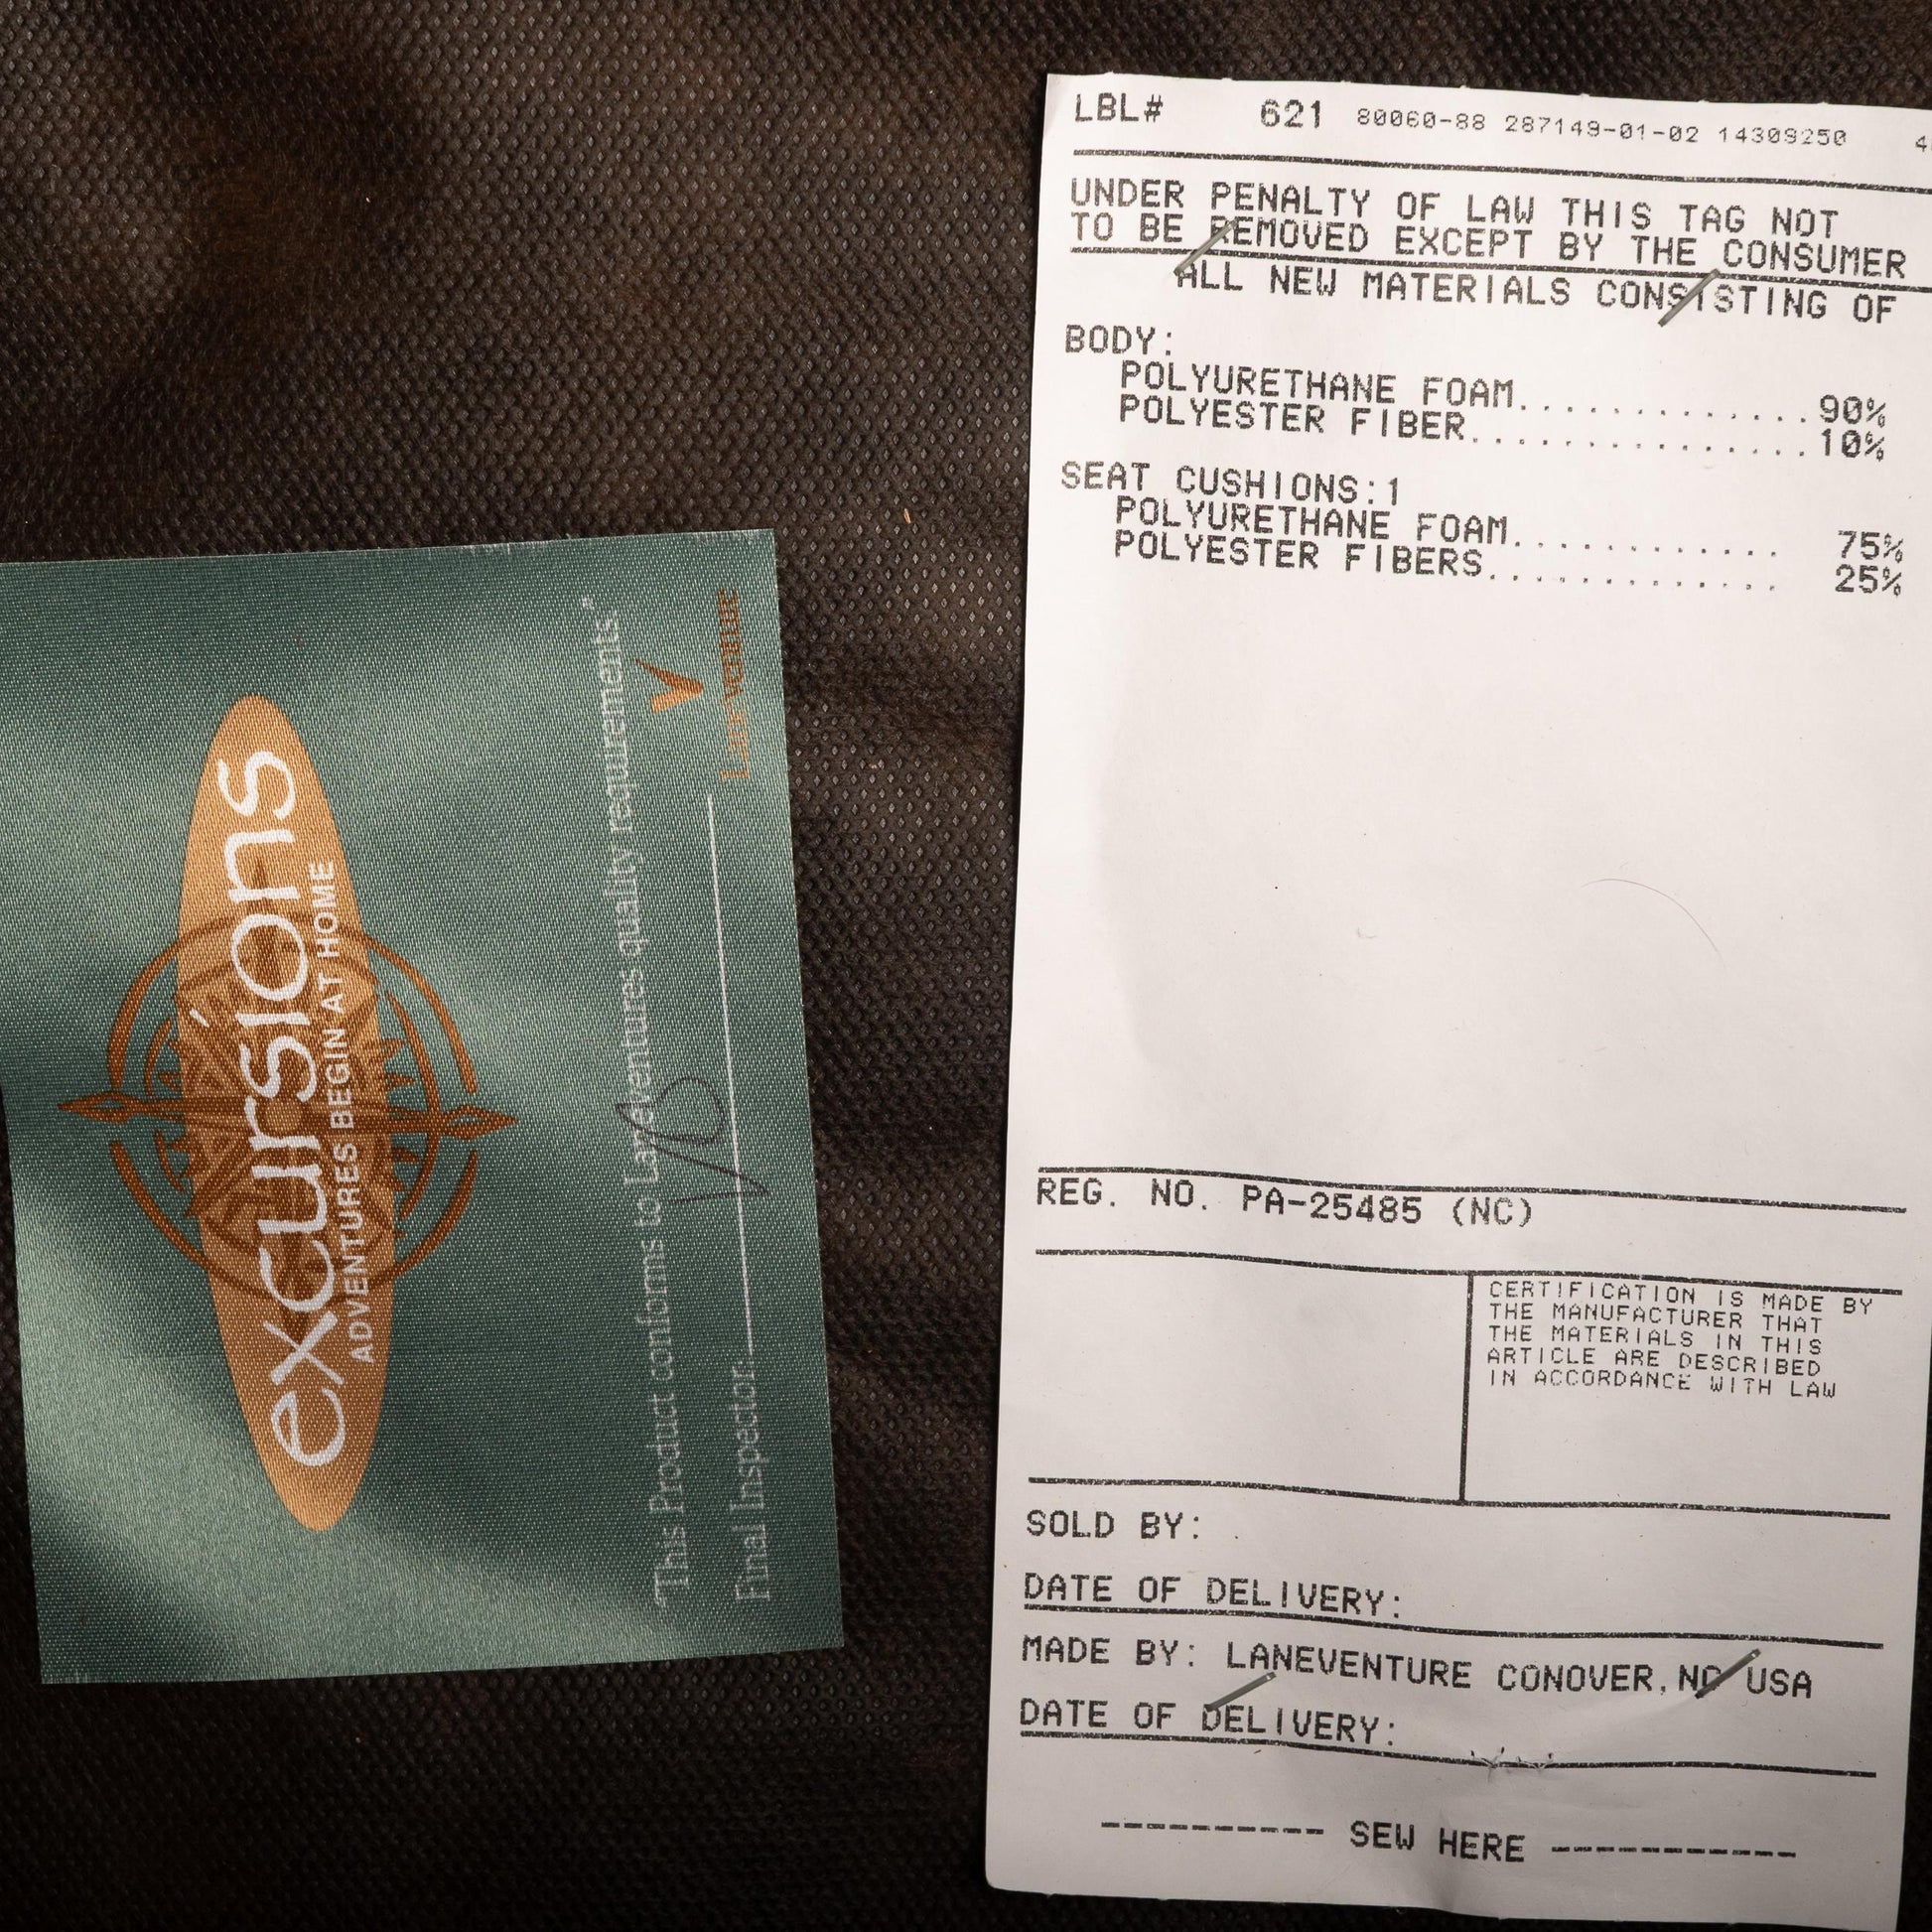 excursions
ADVENTURES BEGIN AT HOME
"This Product conforms to Laneventures quality requirements"
Final Inspector:
Laneventure
LBL# 621 80060-88 287149-01-02 14309250
UNDER PENALTY OF LAW THIS TAG NOT
TO BE REMOVED EXCEPT BY THE CONSUMER
ALL NEW MATERIALS CONSISTING OF
BODY:
POLYURETHANE FOAM.............90%
POLYESTER FIBER...............10%
SEAT CUSHIONS:1
POLYURETHANE FOAM............ 75%
POLYESTER FIBERS............. 25%
REG. NO. PA-25485 (NC)
CERTIFICATION IS MADE BY
THE MANUFACTURER THAT
THE MATERIALS IN THIS
ARTICLE ARE DESCRIBED
IN ACCORDANCE WITH LAW
SOLD BY:
DATE OF DELIVERY:
MADE BY: LANEVENTURE CONOVER, NC USA
DATE OF DELIVERY:
---------- SEW HERE -----------